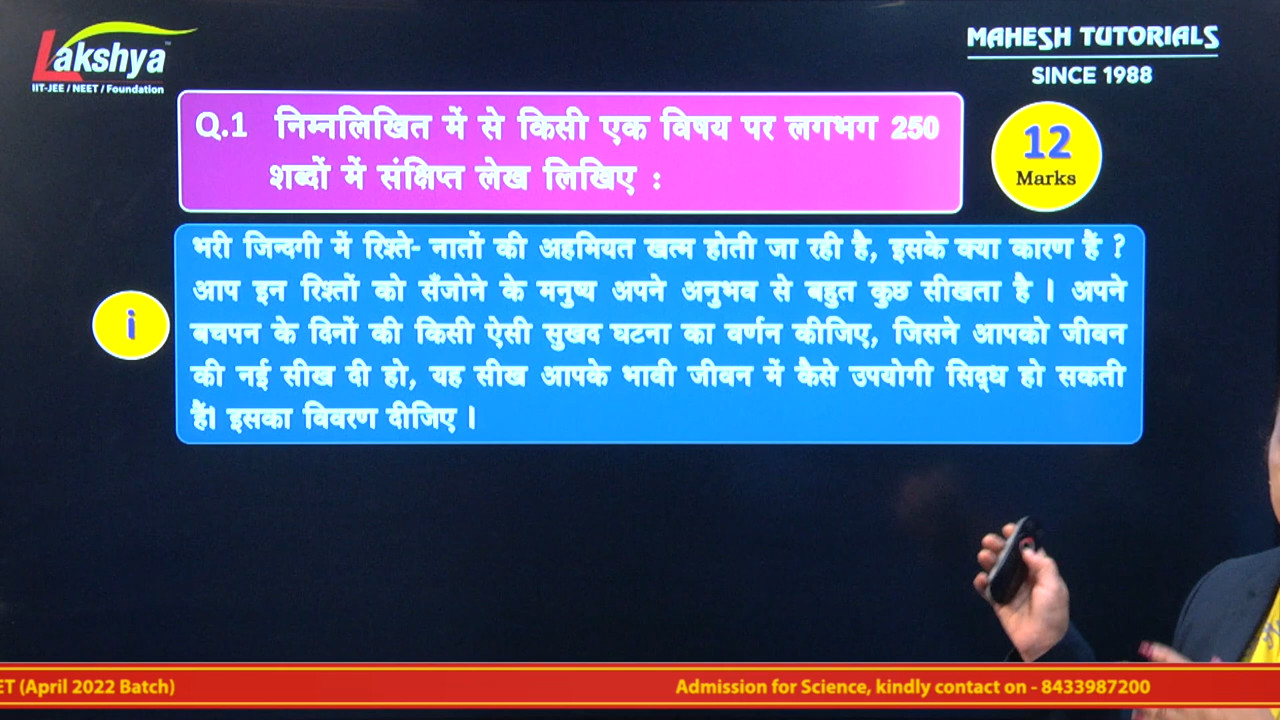 Lakshya
TM
IIT-JEE / NEET / Foundation
MAHESH TUTORIALS
SINCE 1988
Q.1 निम्नलिखित में से किसी एक विषय पर लगभग 250
शब्दों में संक्षिप्त लेख लिखिए :
12
Marks
i
भरी जिन्दगी में रिश्ते- नातों की अहमियत खत्म होती जा रही है, इसके क्या कारण हैं ?
आप इन रिश्तों को सँजोने के मनुष्य अपने अनुभव से बहुत कुछ सीखता है । अपने
बचपन के दिनों की किसी ऐसी सुखद घटना का वर्णन कीजिए, जिसने आपको जीवन
की नई सीख दी हो, यह सीख आपके भावी जीवन में कैसे उपयोगी सिद्ध हो सकती
हैं। इसका विवरण दीजिए ।
ET (April 2022 Batch)
Admission for Science, kindly contact on - 8433987200